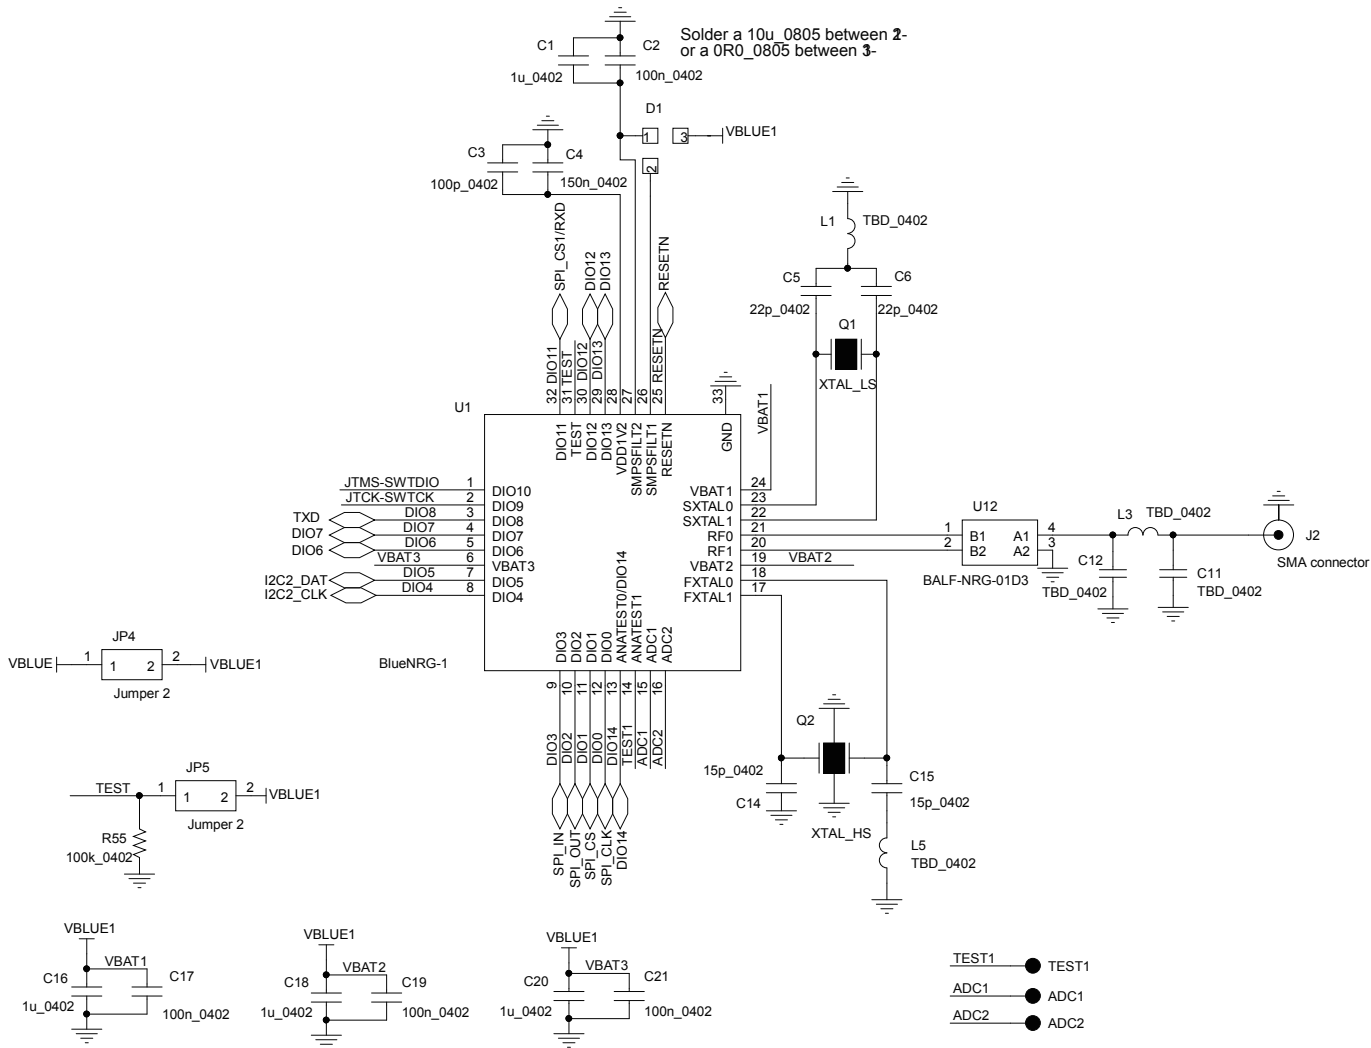 Solder a 10u_0805 between
or a 0R0_0805 between
C1
C2
1u_0402
100n_0402
D1
1
3
VBLUE1
2
C3
C4
100p_0402
150n_0402
L1
TBD_0402
C5
C6
22p_0402
22p_0402
Q1
XTAL_LS
SPI_CS1/RXD
DIO12
DIO13
RESETN
DIO11
TEST
DIO12
DIO13
RESETN
32
31
30
29
28
27
26
25
33
U1
DIO11
TEST
DIO12
DIO13
VDD1V2
SMPSFILT2
SMPSFILT1
RESETN
GND
VBAT1
JTMS-SWTDIO 1 DIO10
JTCK-SWTCK 2 DIO9
TXD DIO8 3 DIO8
DIO7 DIO7 4 DIO7
DIO6 DIO6 5 DIO6
VBAT3 6 VBAT3
I2C2_DAT DIO5 7 DIO5
I2C2_CLK DIO4 8 DIO4
VBAT1 24
SXTAL0 23
SXTAL1 22
RF0 21
RF1 20
VBAT2 19 VBAT2
FXTAL0 18
FXTAL1 17
U12
1 B1 A1 4
2 B2 A2 3
BALF-NRG-01D3
L3
TBD_0402
J2
SMA connector
C12
TBD_0402
C11
TBD_0402
DIO3
DIO2
DIO1
DIO0
ANATEST0/DIO14
ANATEST1
ADC1
ADC2
BlueNRG-1
9
10
11
12
13
14
15
16
DIO3
DIO2
DIO1
DIO0
DIO14
TEST1
ADC1
ADC2
SPI_IN
SPI_OUT
SPI_CS
SPI_CLK
DIO14
JP4
VBLUE 1 1 2 2 VBLUE1
Jumper 2
Q2
15p_0402
C14
XTAL_HS
C15
15p_0402
L5
TBD_0402
JP5
TEST 1 1 2 2 VBLUE1
Jumper 2
R55
100k_0402
VBLUE1
VBAT1
C16
C17
1u_0402
100n_0402
VBLUE1
VBAT2
C18
C19
1u_0402
100n_0402
VBLUE1
VBAT3
C20
C21
1u_0402
100n_0402
TEST1 TEST1
ADC1 ADC1
ADC2 ADC2